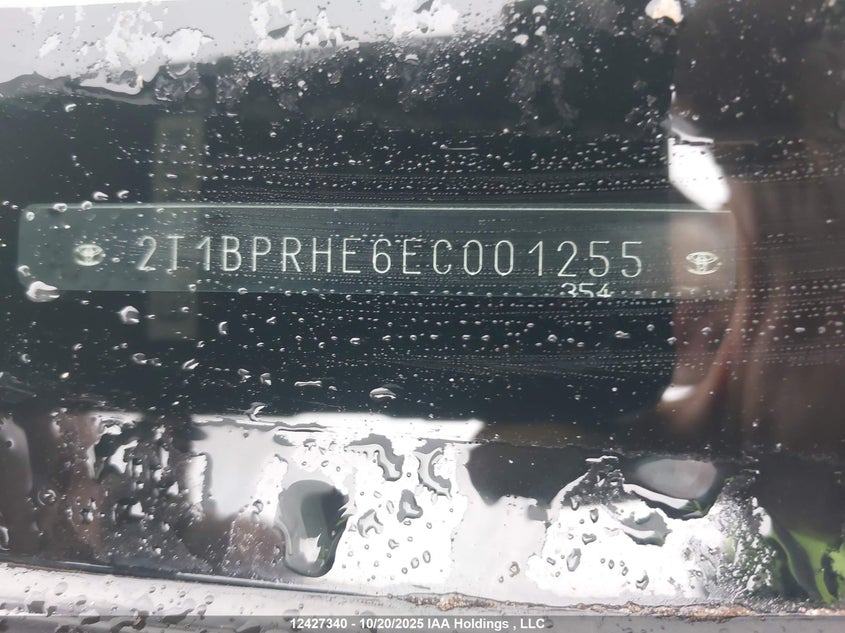 2T1BPRHE6EC001255
354
12427340 - 10/20/2025 IAA Holdings , LLC